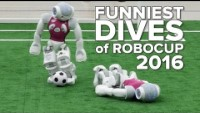 FUNNIEST
DIVES
OF ROBOCUP
2016